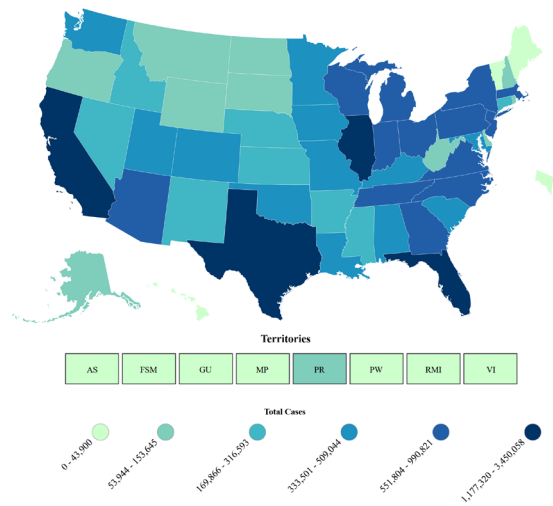 Territories
AS FSM GU MP PR PW RMI VI
Total Cases
0 - 43,900
53,944 - 153,645
169,866 - 316,593
333,501 - 509,044
551,804 - 990,821
1,177,320 - 3,450,058